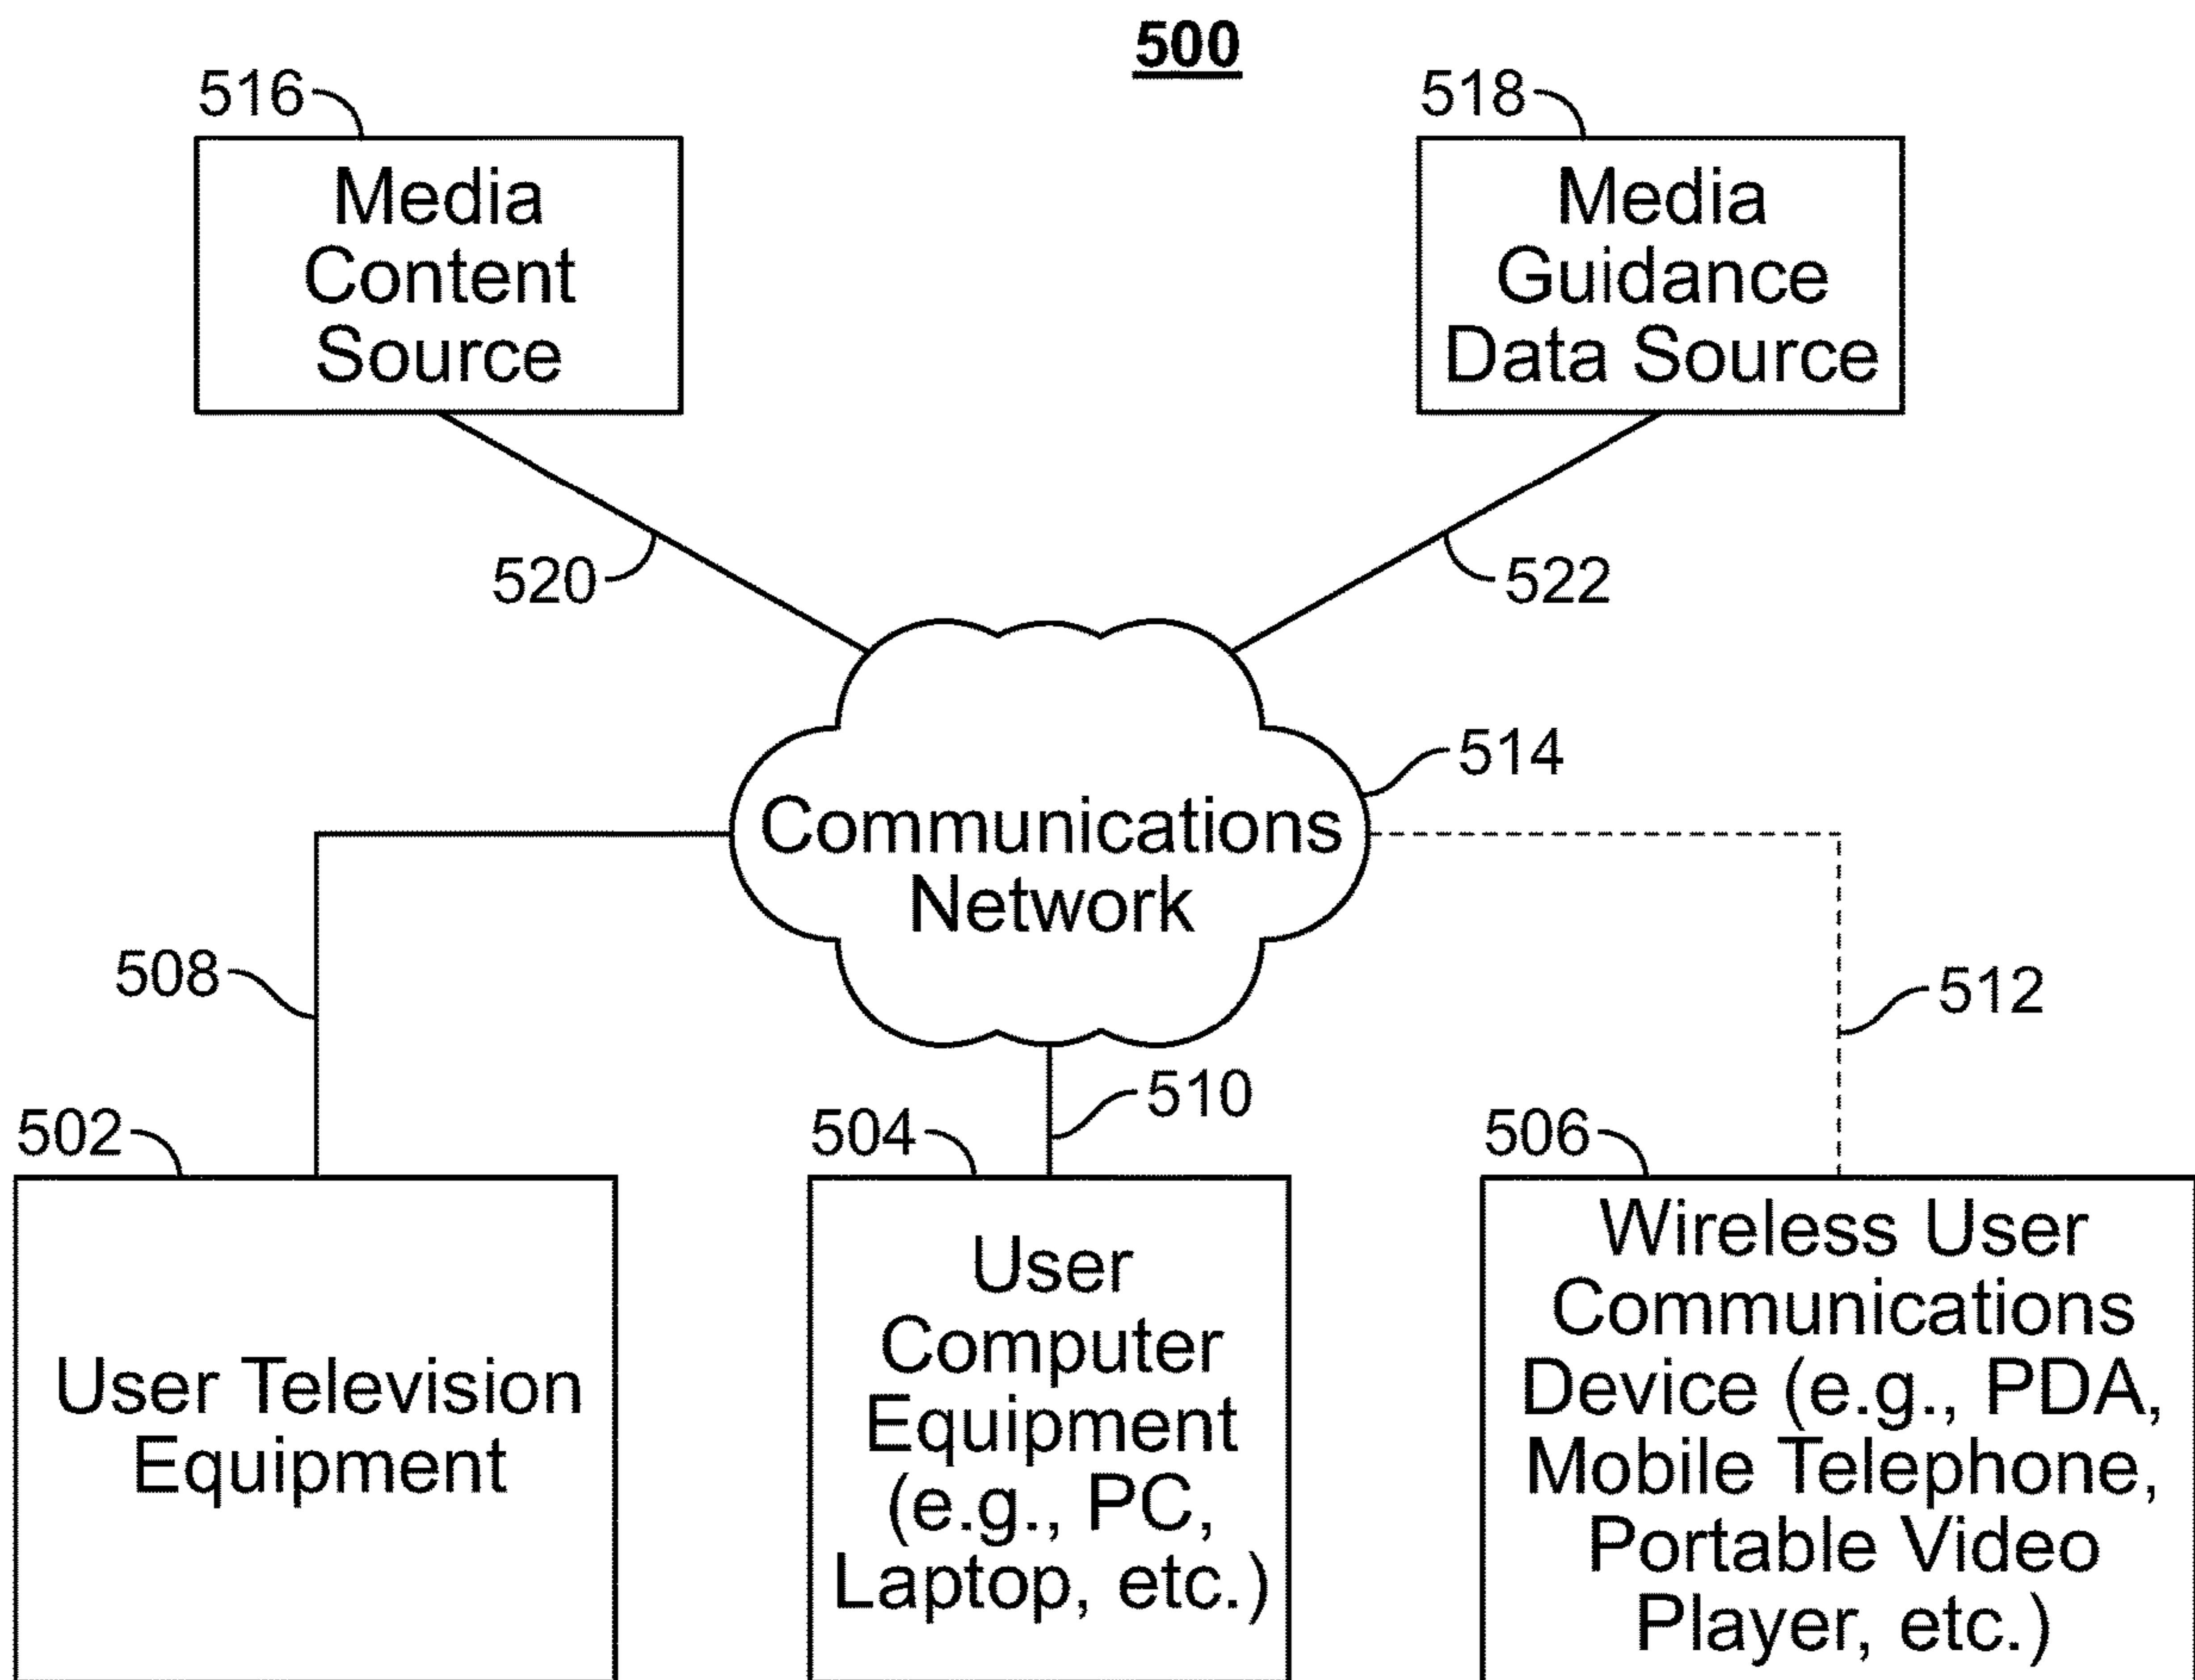 500
516
518
Media
Content
Source
Media
Guidance
Data Source
520
522
514
Communications
Network
508
512
510
502
504
506
User Television
Equipment
User
Computer
Equipment
(e.g., PC,
Laptop, etc.)
Wireless User
Communications
Device (e.g., PDA,
Mobile Telephone,
Portable Video
Player, etc.)